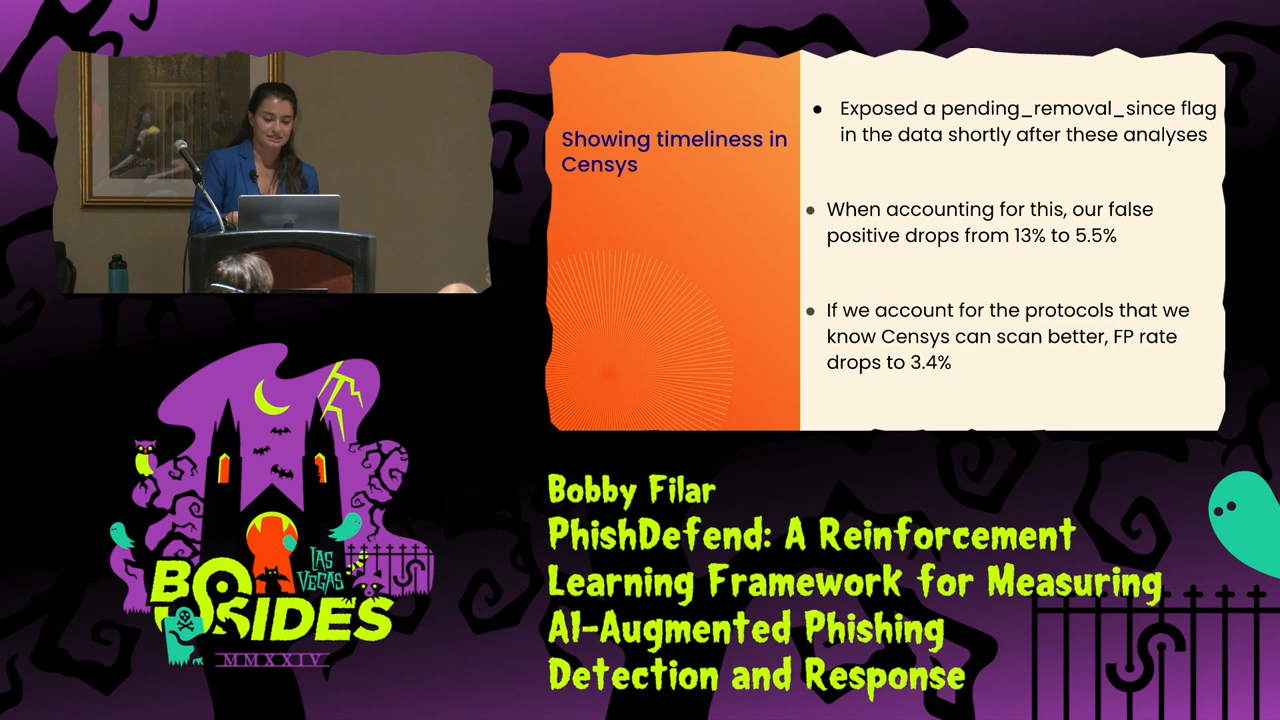 Showing timeliness in
Censys
● Exposed a pending_removal_since flag
in the data shortly after these analyses
● When accounting for this, our false
positive drops from 13% to 5.5%
● If we account for the protocols that we
know Censys can scan better, FP rate
drops to 3.4%
LAS
VEGAS
BSIDES
MMXXIV
Bobby Filar
PhishDefend: A Reinforcement
Learning Framework for Measuring
AI-Augmented Phishing
Detection and Response